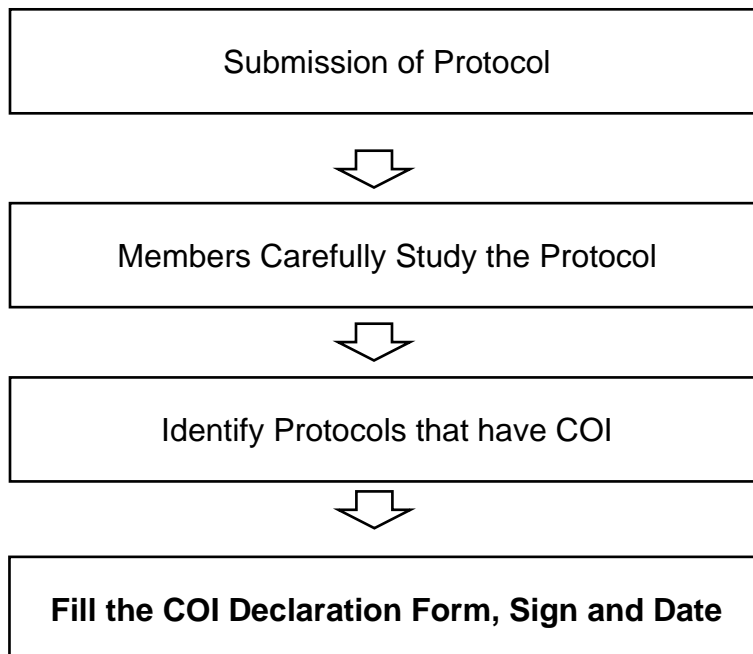 Submission of Protocol
Members Carefully Study the Protocol
Identify Protocols that have COI
Fill the COI Declaration Form, Sign and Date